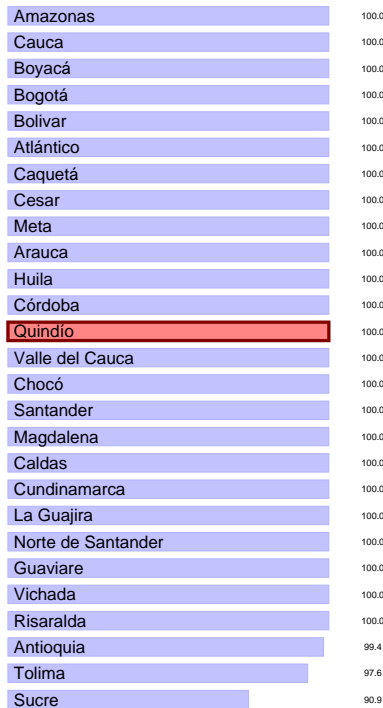 Amazonas 100.0
Cauca 100.0
Boyacá 100.0
Bogotá 100.0
Bolivar 100.0
Atlántico 100.0
Caquetá 100.0
Cesar 100.0
Meta 100.0
Arauca 100.0
Huila 100.0
Córdoba 100.0
Quindío 100.0
Valle del Cauca 100.0
Chocó 100.0
Santander 100.0
Magdalena 100.0
Caldas 100.0
Cundinamarca 100.0
La Guajira 100.0
Norte de Santander 100.0
Guaviare 100.0
Vichada 100.0
Risaralda 100.0
Antioquia 99.4
Tolima 97.6
Sucre 90.9